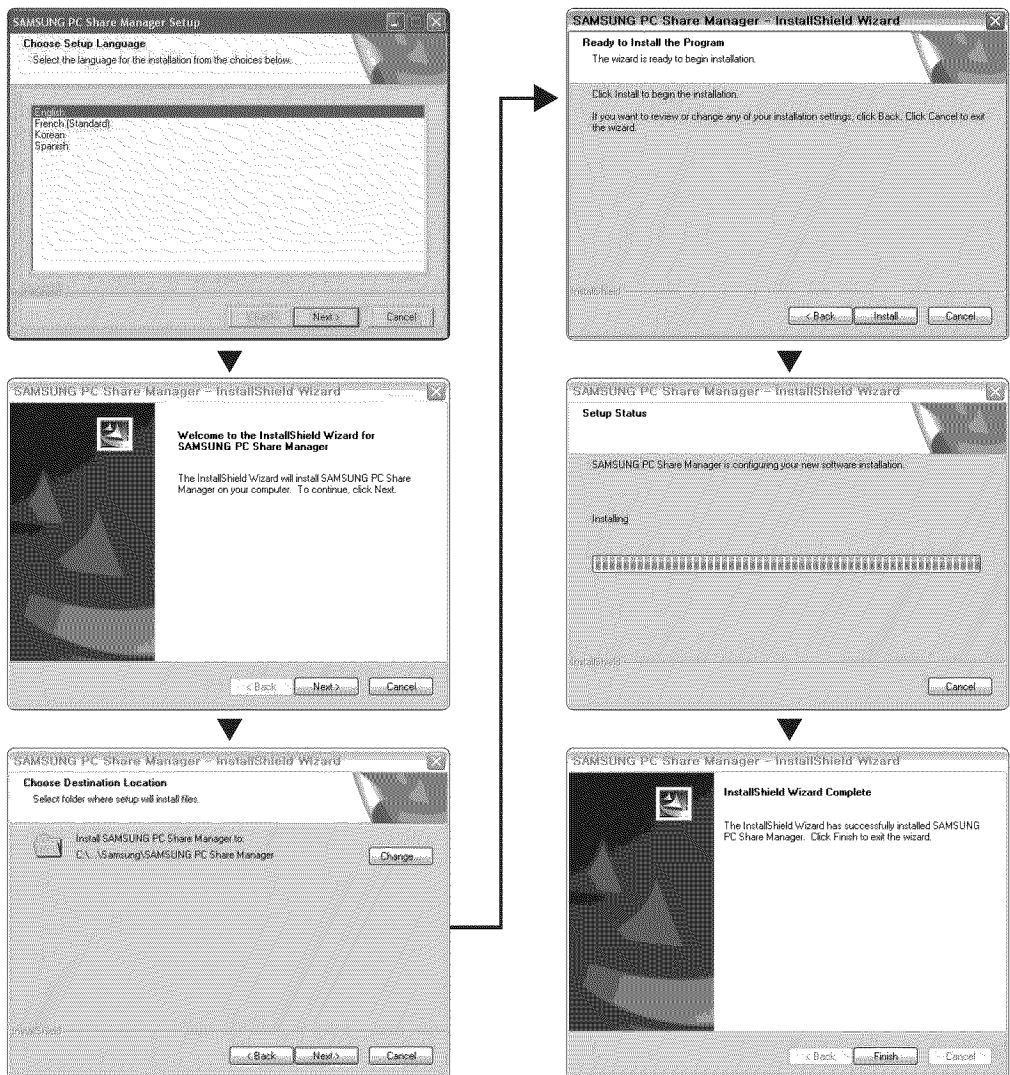 SAMSUNG PC Share Manager Setup
Choose Setup Language
Select the language for the installation from the choices below.
English
French (Standard)
Korean
Spanish
InstallShield
< Back
Next >
Cancel
SAMSUNG PC Share Manager - InstallShield Wizard
Welcome to the InstallShield Wizard for
SAMSUNG PC Share Manager
The InstallShield Wizard will install SAMSUNG PC Share
Manager on your computer. To continue, click Next.
< Back
Next >
Cancel
SAMSUNG PC Share Manager - InstallShield Wizard
Choose Destination Location
Select folder where setup will install files.
Install SAMSUNG PC Share Manager to:
C:\...\Samsung\SAMSUNG PC Share Manager
Change...
InstallShield
< Back
Next >
Cancel
SAMSUNG PC Share Manager - InstallShield Wizard
Ready to Install the Program
The wizard is ready to begin installation.
Click Install to begin the installation.
If you want to review or change any of your installation settings, click Back. Click Cancel to exit
the wizard.
InstallShield
< Back
Install
Cancel
SAMSUNG PC Share Manager - InstallShield Wizard
Setup Status
SAMSUNG PC Share Manager is configuring your new software installation.
Installing
InstallShield
Cancel
SAMSUNG PC Share Manager - InstallShield Wizard
InstallShield Wizard Complete
The InstallShield Wizard has successfully installed SAMSUNG
PC Share Manager. Click Finish to exit the wizard.
< Back
Finish
Cancel